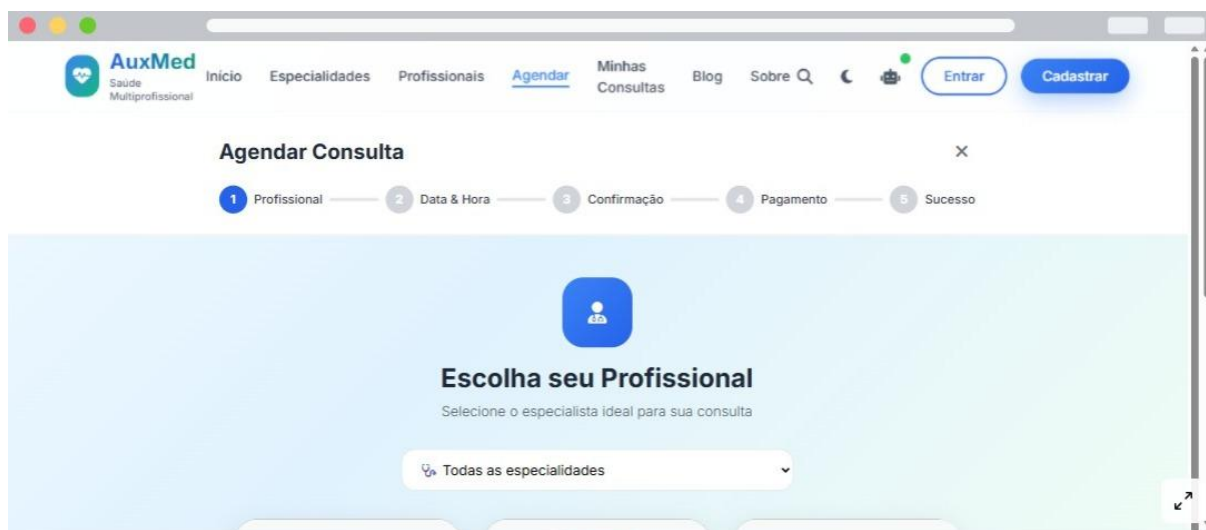 AuxMed
Saúde
Multiprofissional
Início
Especialidades
Profissionais
Agendar
Minhas
Consultas
Blog
Sobre
Entrar
Cadastrar
Agendar Consulta
1 Profissional
2 Data & Hora
3 Confirmação
4 Pagamento
5 Sucesso
Escolha seu Profissional
Selecione o especialista ideal para sua consulta
Todas as especialidades